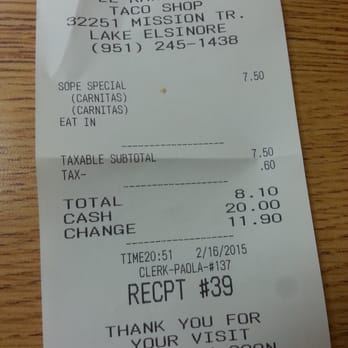 TACO SHOP
32251 MISSION TR.
LAKE ELSINORE
(951) 245-1438
SOPE SPECIAL 7.50
(CARNITAS)
(CARNITAS)
EAT IN
--------------------
TAXABLE SUBTOTAL 7.50
TAX- .60
--------------------
TOTAL 8.10
CASH 20.00
CHANGE 11.90
--------------------
TIME20:51 2/16/2015
CLERK-PAOLA-#137
RECPT #39
THANK YOU FOR
YOUR VISIT
SOON